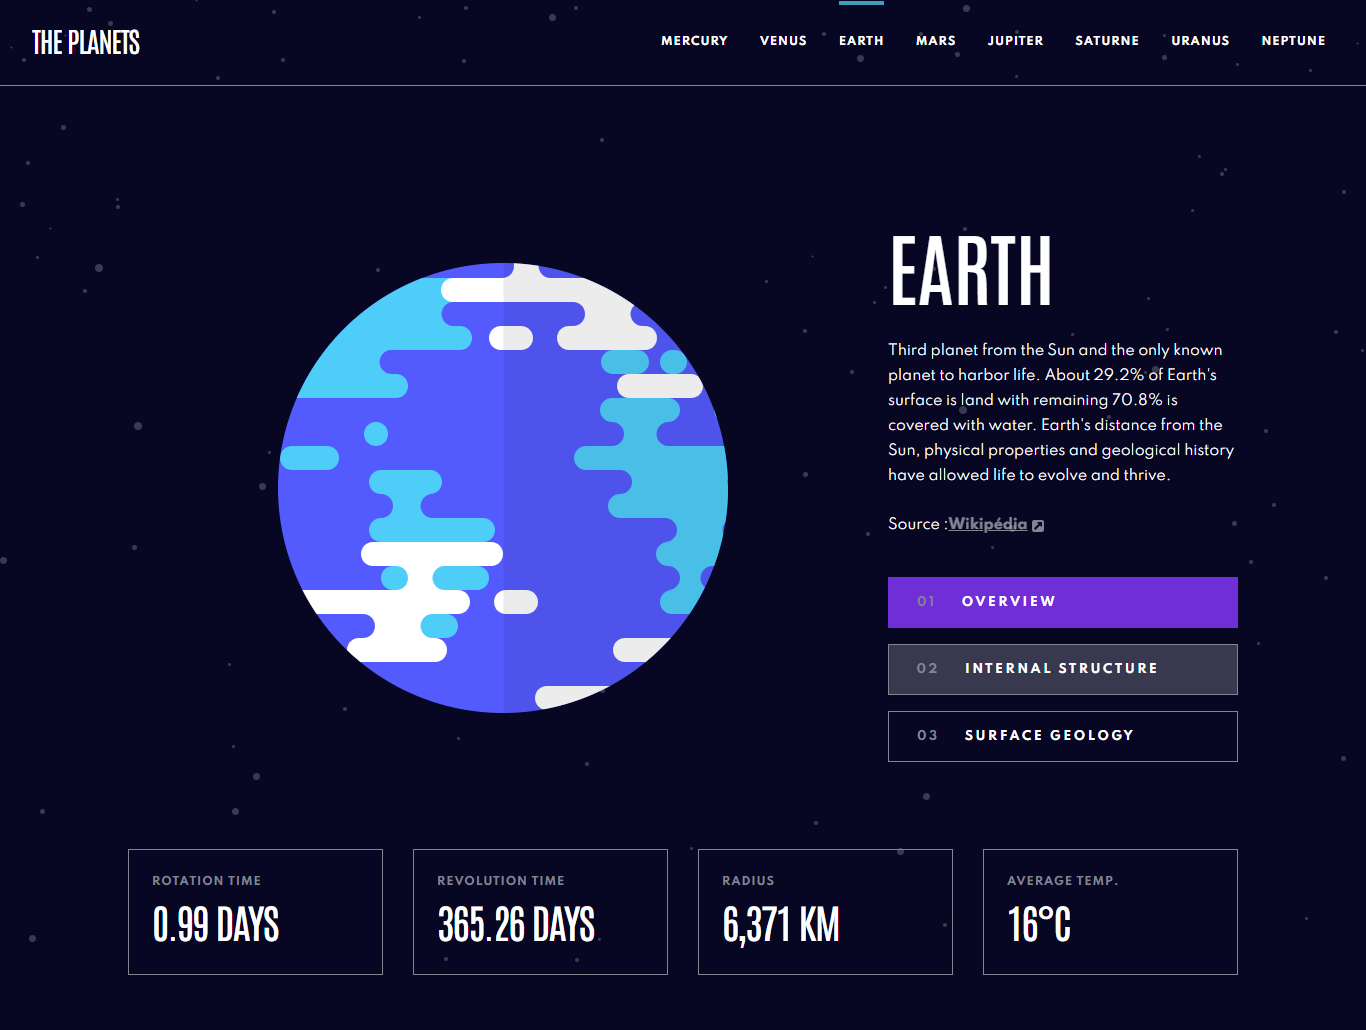 THE PLANETS
MERCURY VENUS EARTH MARS JUPITER SATURNE URANUS NEPTUNE
EARTH
Third planet from the Sun and the only known
planet to harbor life. About 29.2% of Earth's
surface is land with remaining 70.8% is
covered with water. Earth's distance from the
Sun, physical properties and geological history
have allowed life to evolve and thrive.
Source :Wikipédia
01 OVERVIEW
02 INTERNAL STRUCTURE
03 SURFACE GEOLOGY
ROTATION TIME
0.99 DAYS
REVOLUTION TIME
365.26 DAYS
RADIUS
6,371 KM
AVERAGE TEMP.
16°C